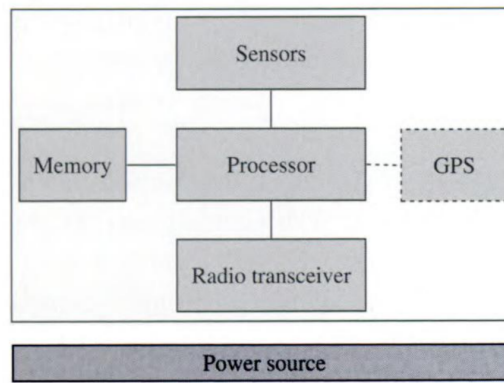 Sensors
Memory
Processor
GPS
Radio transceiver
Power source